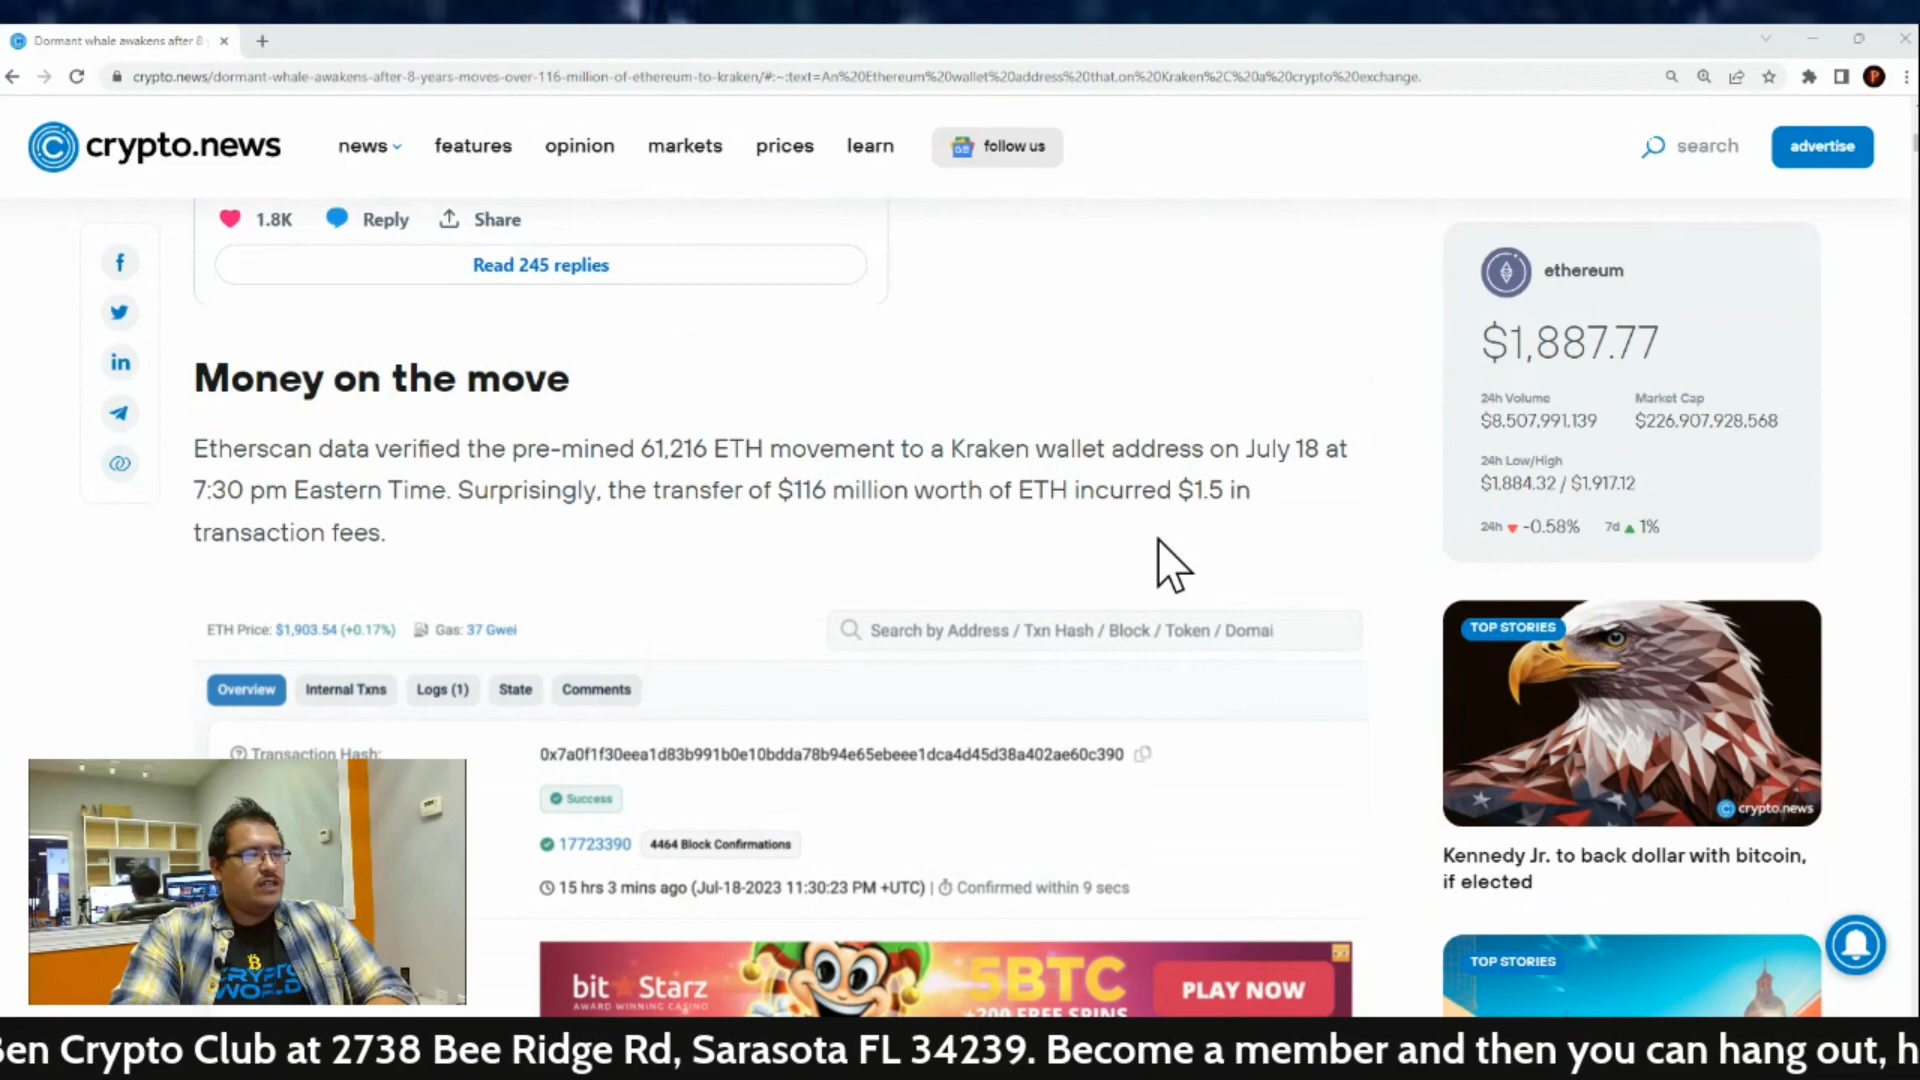 Dormant whale awakens after 8
crypto.news/dormant-whale-awakens-after-8-years-moves-over-116-million-of-ethereum-to-kraken/#:~:text=An%20Ethereum%20wallet%20address%20that,on%20Kraken%2C%20a%20crypto%20exchange.
P
crypto.news
news features opinion markets prices learn follow us
search advertise
1.8K Reply Share
Read 245 replies
Money on the move
Etherscan data verified the pre-mined 61,216 ETH movement to a Kraken wallet address on July 18 at
7:30 pm Eastern Time. Surprisingly, the transfer of $116 million worth of ETH incurred $1.5 in
transaction fees.
ETH Price: $1,903.54 (+0.17%) Gas: 37 Gwei
Search by Address / Txn Hash / Block / Token / Domai
Overview Internal Txns Logs (1) State Comments
Transaction Hash:
0x7a0f1f30eea1d83b991b0e10bdda78b94e65ebeee1dca4d45d38a402ae60c390
Success
17723390 4464 Block Confirmations
15 hrs 3 mins ago (Jul-18-2023 11:30:23 PM +UTC) | Confirmed within 9 secs
bit Starz
AWARD WINNING CASINO
5BTC
+200 FREE SPINS
PLAY NOW
ethereum
$1,887.77
24h Volume Market Cap
$8,507,991,139 $226,907,928,568
24h Low/High
$1,884.32 / $1,917.12
24h -0.58% 7d 1%
TOP STORIES
crypto.news
Kennedy Jr. to back dollar with bitcoin,
if elected
TOP STORIES
WORLD
Ben Crypto Club at 2738 Bee Ridge Rd, Sarasota FL 34239. Become a member and then you can hang out, h